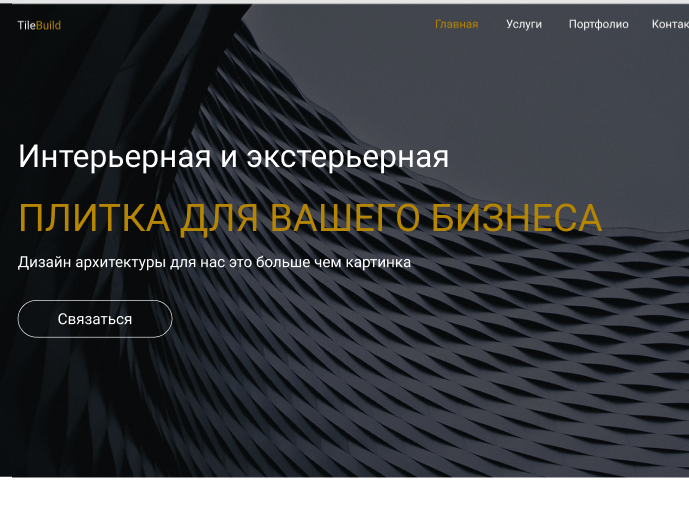 TileBuild
Главная Услуги Портфолио
Интерьерная и экстерьерная
ПЛИТКА ДЛЯ ВАШЕГО БИЗНЕСА
Дизайн архитектуры для нас это больше чем картинка
Связаться